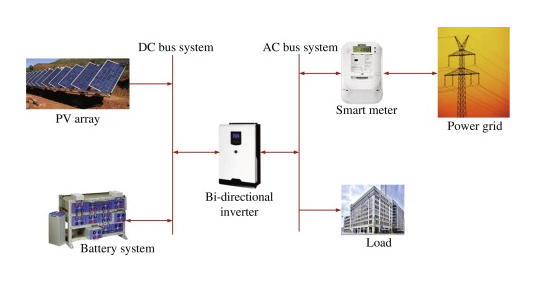 DC bus system
AC bus system
PV array
Smart meter
Power grid
Bi-directional
inverter
Battery system
Load